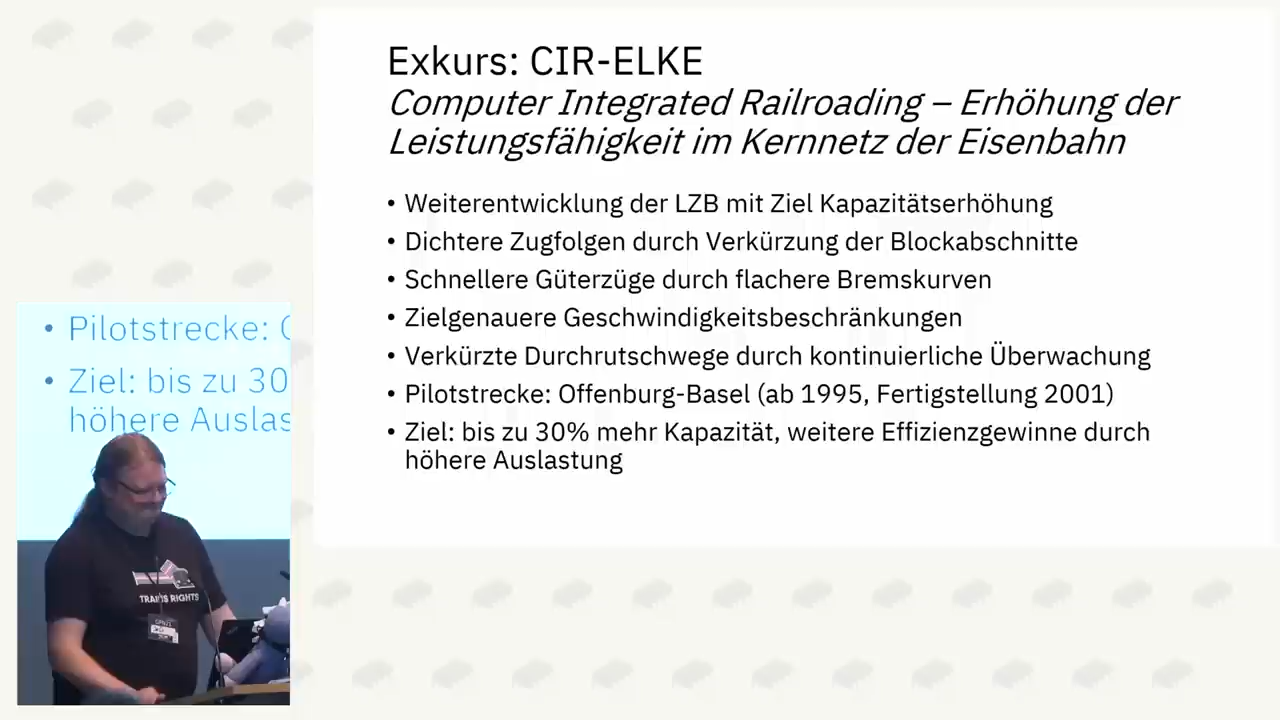 Exkurs: CIR-ELKE
Computer Integrated Railroading – Erhöhung der
Leistungsfähigkeit im Kernnetz der Eisenbahn
• Weiterentwicklung der LZB mit Ziel Kapazitätserhöhung
• Dichtere Zugfolgen durch Verkürzung der Blockabschnitte
• Schnellere Güterzüge durch flachere Bremskurven
• Zielgenauere Geschwindigkeitsbeschränkungen
• Verkürzte Durchrutschwege durch kontinuierliche Überwachung
• Pilotstrecke: Offenburg-Basel (ab 1995, Fertigstellung 2001)
• Ziel: bis zu 30% mehr Kapazität, weitere Effizienzgewinne durch
höhere Auslastung
• Pilotstrecke:
• Ziel: bis zu 30
höhere Auslas
RIGHTS